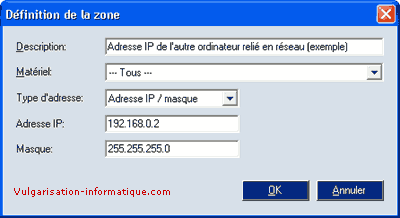 Définition de la zone
Description: Adresse IP de l'autre ordinateur relié en réseau (exemple)
Matériel: --- Tous ---
Type d'adresse: Adresse IP / masque
Adresse IP: 192.168.0.2
Masque: 255.255.255.0
Vulgarisation-informatique.com
OK Annuler